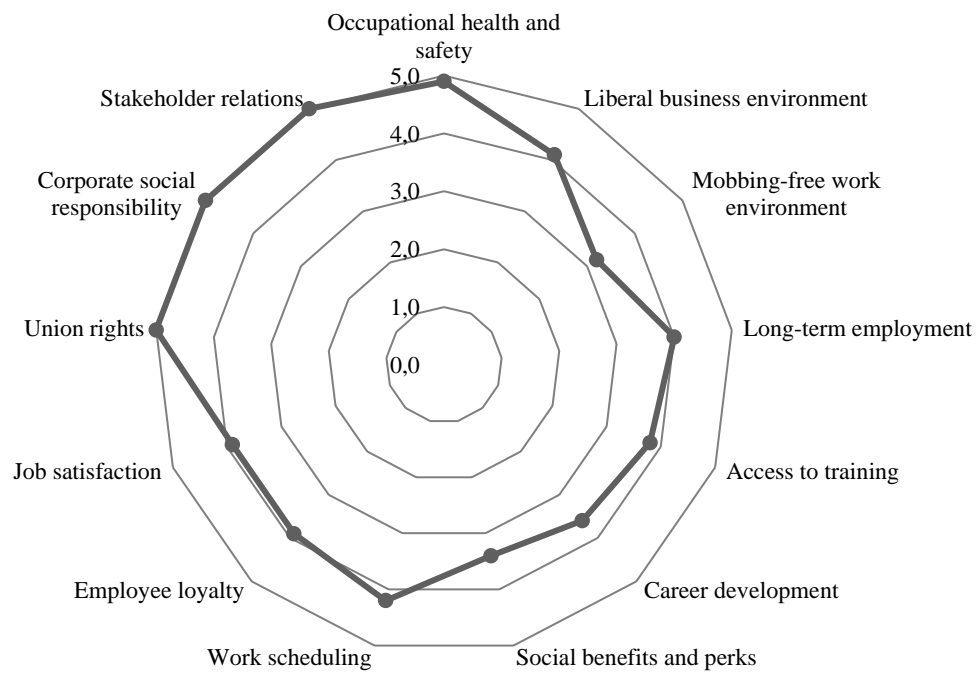 Occupational health and
safety
5,0
Stakeholder relations
Liberal business environment
4,0
Corporate social
responsibility
Mobbing-free work
environment
3,0
2,0
1,0
Union rights
Long-term employment
0,0
Job satisfaction
Access to training
Employee loyalty
Career development
Work scheduling
Social benefits and perks